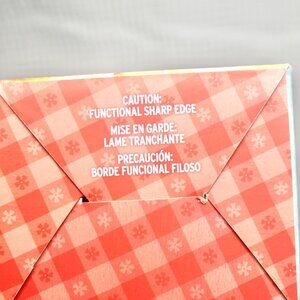 CAUTION:
FUNCTIONAL SHARP EDGE
MISE EN GARDE:
LAME TRANCHANTE
PRECAUCIÓN:
BORDE FUNCIONAL FILOSO